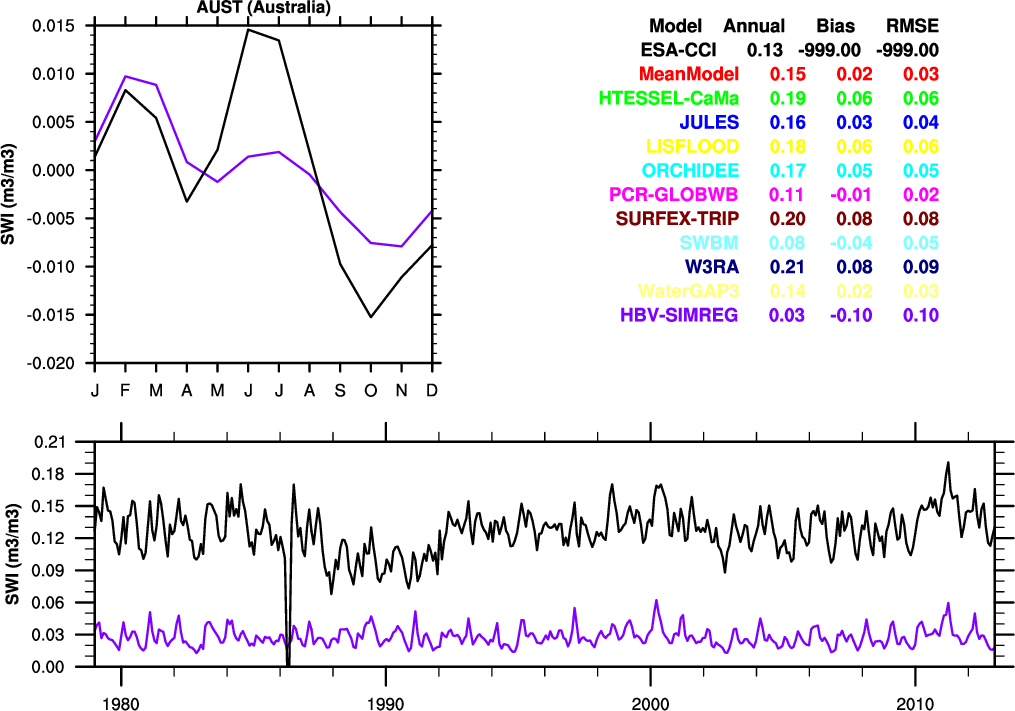 AUST (Australia)
0.015
0.010
0.005
0.000
-0.005
-0.010
-0.015
-0.020
SWI (m3/m3)
J F M A M J J A S O N D
Model Annual Bias RMSE
ESA-CCI 0.13 -999.00 -999.00
MeanModel 0.15 0.02 0.03
HTESSEL-CaMa 0.19 0.06 0.06
JULES 0.16 0.03 0.04
LISFLOOD 0.18 0.06 0.06
ORCHIDEE 0.17 0.05 0.05
PCR-GLOBWB 0.11 -0.01 0.02
SURFEX-TRIP 0.20 0.08 0.08
SWBM 0.08 -0.04 0.05
W3RA 0.21 0.08 0.09
WaterGAP3 0.14 0.02 0.03
HBV-SIMREG 0.03 -0.10 0.10
0.21
0.18
0.15
0.12
0.09
0.06
0.03
0.00
SWI (m3/m3)
1980 1990 2000 2010